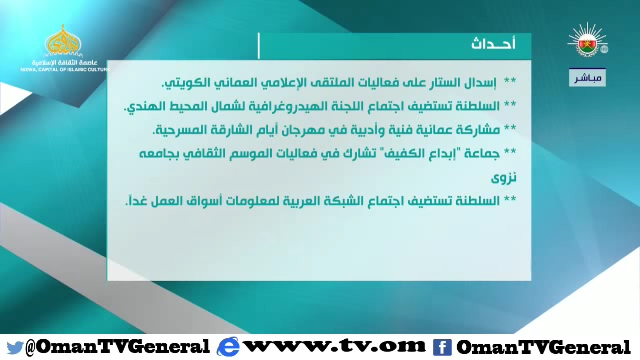 عاصمة الثقافة الإسلامية
NIZWA, CAPITAL OF ISLAMIC CULTURE
أحـداث
مباشر
** إسدال الستار على فعاليات الملتقى الإعلامي العماني الكويتي.
** السلطنة تستضيف اجتماع اللجنة الهيدروغرافية لشمال المحيط الهندي.
** مشاركة عمانية فنية وأدبية في مهرجان أيام الشارقة المسرحية.
** جماعة "إبداع الكفيف" تشارك في فعاليات الموسم الثقافي بجامعه
نزوى
** السلطنة تستضيف اجتماع الشبكة العربية لمعلومات أسواق العمل غداً.
@OmanTVGeneral www.tv.om OmanTVGeneral